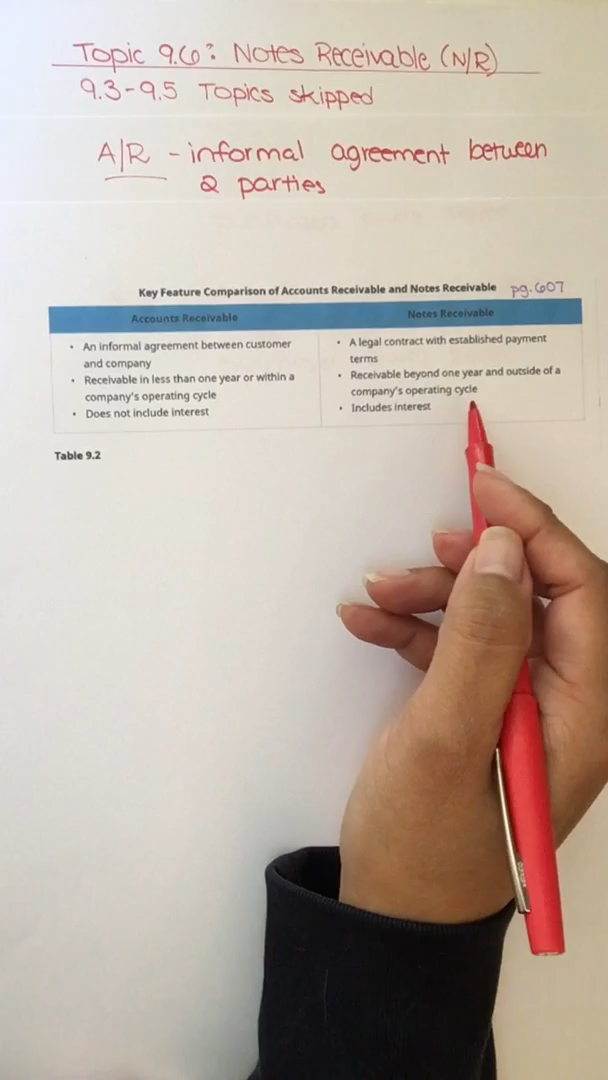 Topic 9.6: Notes Receivable (N/R)
9.3-9.5 Topics skipped
A/R - informal agreement between
2 parties
Key Feature Comparison of Accounts Receivable and Notes Receivable pg.607
Accounts Receivable
• An informal agreement between customer
and company
• Receivable in less than one year or within a
company's operating cycle
• Does not include interest
Notes Receivable
• A legal contract with established payment
terms
• Receivable beyond one year and outside of a
company's operating cycle
• Includes interest
Table 9.2